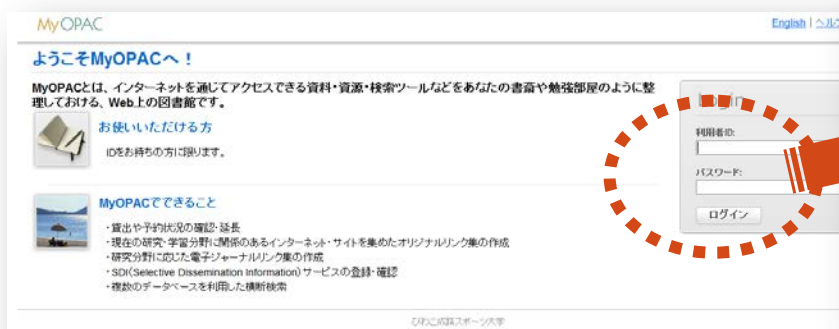 MyOPAC
English | ヘルプ
ようこそMyOPACへ！
MyOPACとは、インターネットを通じてアクセスできる資料・資源・検索ツールなどをあなたの書斎や勉強部屋のように整
理しておける、Web上の図書館です。
お使いいただける方
IDをお持ちの方に限ります。
MyOPACでできること
・貸出や予約状況の確認・延長
・現在の研究・学習分野に関係のあるインターネット・サイトを集めたオリジナルリンク集の作成
・研究分野に応じた電子ジャーナルリンク集の作成
・SDI(Selective Dissemination Information)サービスの登録・確認
・複数のデータベースを利用した横断検索
Login
利用者ID:
パスワード:
ログイン
びわこ成蹊スポーツ大学